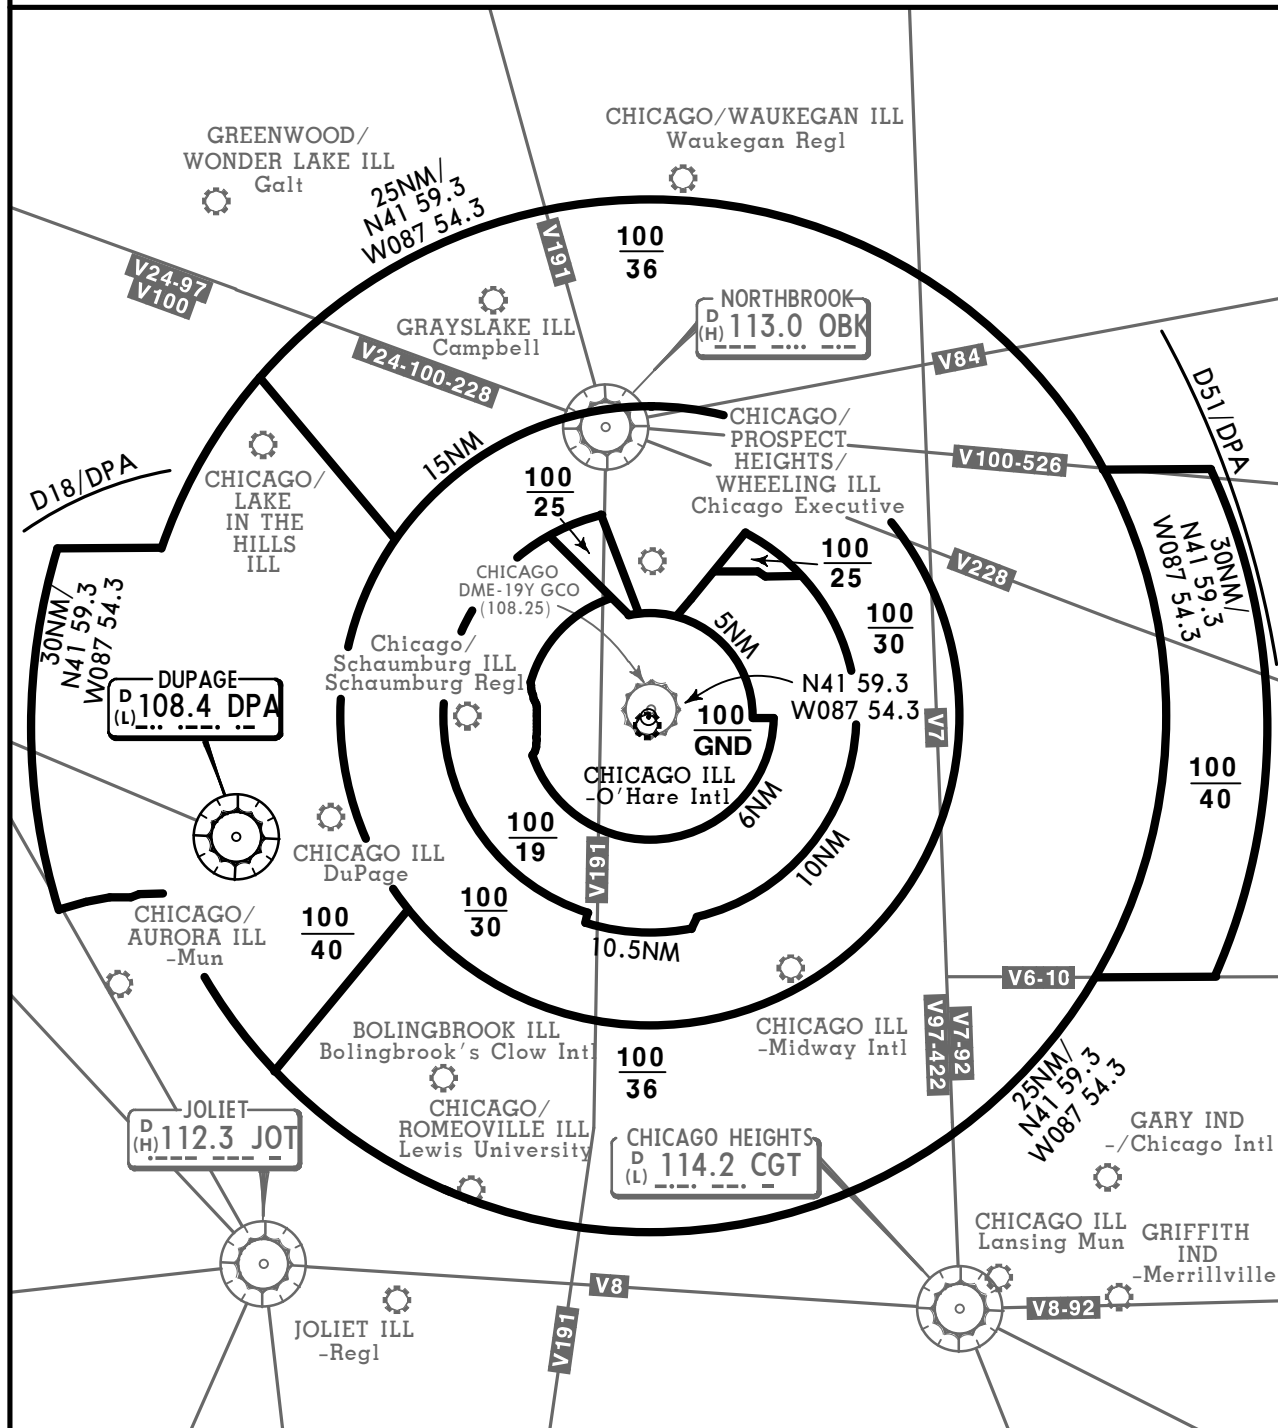 CHICAGO/WAUKEGAN ILL
Waukegan Regl
GREENWOOD/
WONDER LAKE ILL
Galt
25NM/
N41 59.3
W087 54.3
V191
100
36
V24-97
V100
GRAYSLAKE ILL
Campbell
NORTHBROOK
D
(H) 113.0 OBK
V24-100-228
V84
D51/DPA
15NM
CHICAGO/
PROSPECT
HEIGHTS/
WHEELING ILL
Chicago Executive
V100-526
D18/DPA
CHICAGO/
LAKE
IN THE
HILLS
ILL
100
25
100
25
V228
30NM/
N41 59.3
W087 54.3
CHICAGO
DME-19Y GCO
(108.25)
100
30
30NM/
N41 59.3
W087 54.3
5NM
Chicago/
Schaumburg ILL
Schaumburg Regl
DUPAGE
D
(L) 108.4 DPA
N41 59.3
W087 54.3
V7
100
GND
CHICAGO ILL
-O'Hare Intl
100
40
6NM
100
19
V191
10NM
CHICAGO ILL
DuPage
100
30
CHICAGO/
AURORA ILL
-Mun
100
40
10.5NM
V6-10
CHICAGO ILL
-Midway Intl
V97-422
V7-92
BOLINGBROOK ILL
Bolingbrook's Clow Intl
100
36
25NM/
N41 59.3
W087 54.3
JOLIET
D
(H) 112.3 JOT
CHICAGO/
ROMEOVILLE ILL
Lewis University
CHICAGO HEIGHTS
D
(L) 114.2 CGT
GARY IND
-/Chicago Intl
CHICAGO ILL
Lansing Mun
GRIFFITH
IND
-Merrillville
V8
V8-92
JOLIET ILL
-Regl
V191